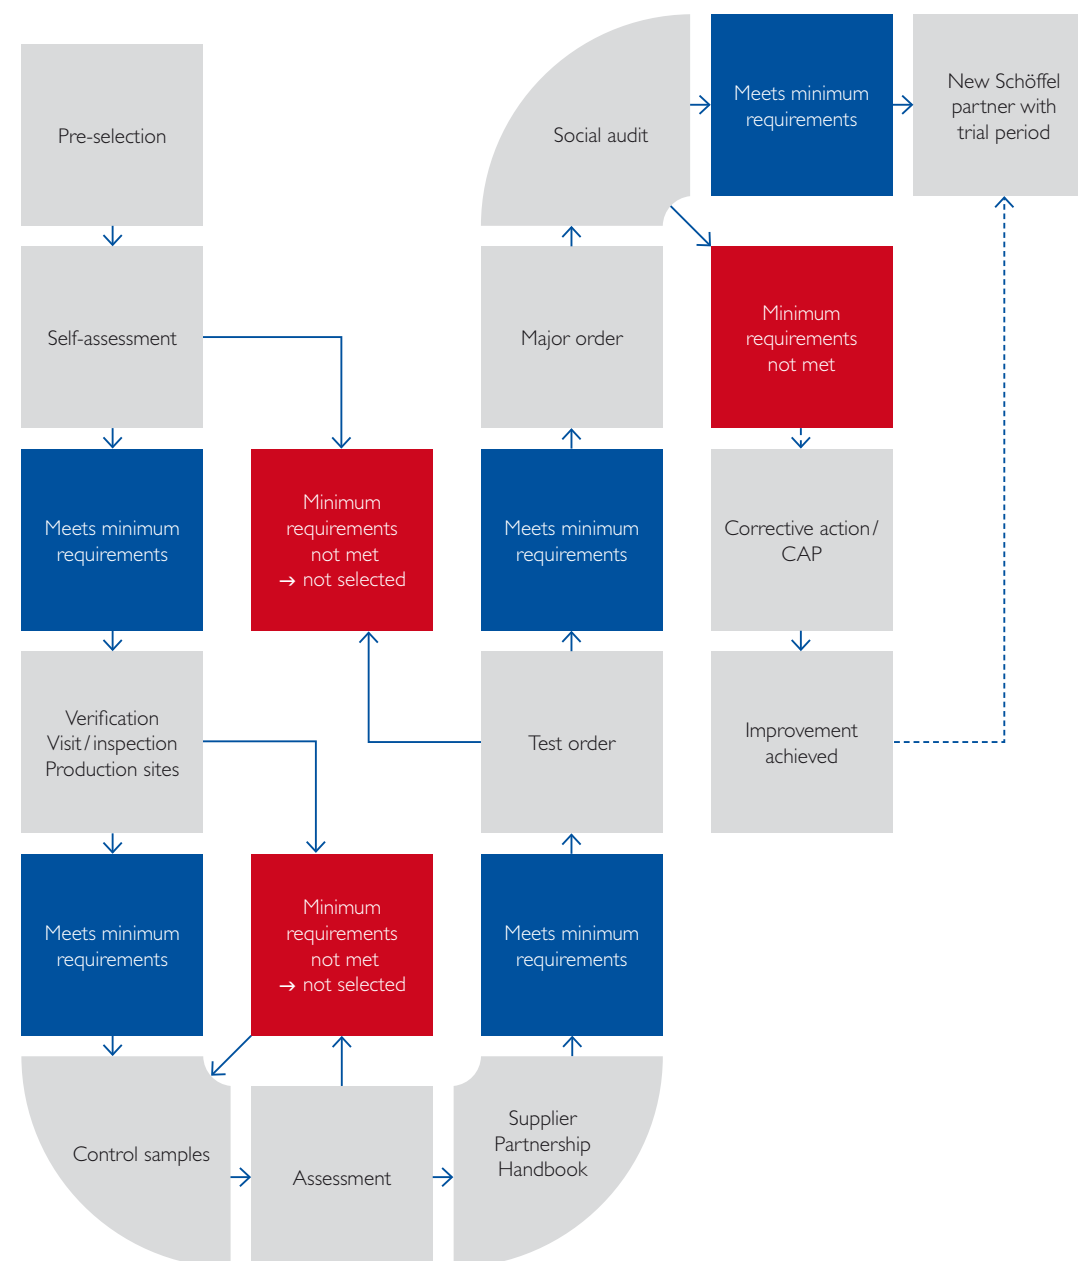 Pre-selection
Self-assessment
Meets minimum
requirements
Minimum
requirements
not met
→ not selected
Verification
Visit / inspection
Production sites
Meets minimum
requirements
Minimum
requirements
not met
→ not selected
Control samples
Assessment
Supplier
Partnership
Handbook
Meets minimum
requirements
Test order
Meets minimum
requirements
Major order
Social audit
Meets minimum
requirements
New Schöffel
partner with
trial period
Minimum
requirements
not met
Corrective action /
CAP
Improvement
achieved